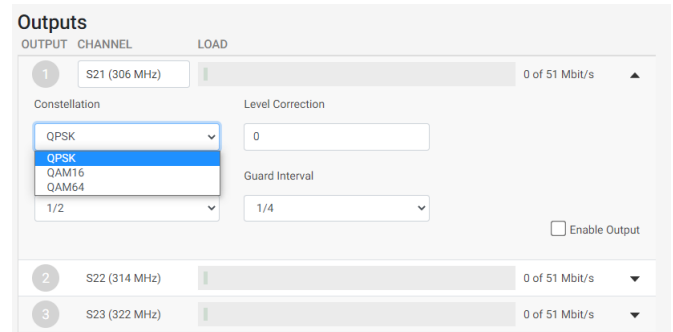 Outputs
OUTPUT CHANNEL LOAD
1 S21 (306 MHz) 0 of 51 Mbit/s
Constellation Level Correction
QPSK 0
QPSK
QAM16
QAM64
Guard Interval
1/2 1/4
Enable Output
2 S22 (314 MHz) 0 of 51 Mbit/s
3 S23 (322 MHz) 0 of 51 Mbit/s